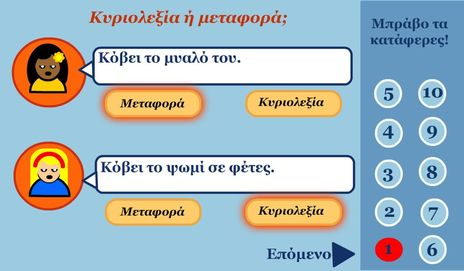 Κυριολεξία ή μεταφορά;
Κόβει το μυαλό του.
Μεταφορά Κυριολεξία
Κόβει το ψωμί σε φέτες.
Μεταφορά Κυριολεξία
Επόμενο
Μπράβο τα
κατάφερες!
5 10
4 9
3 8
2 7
1 6